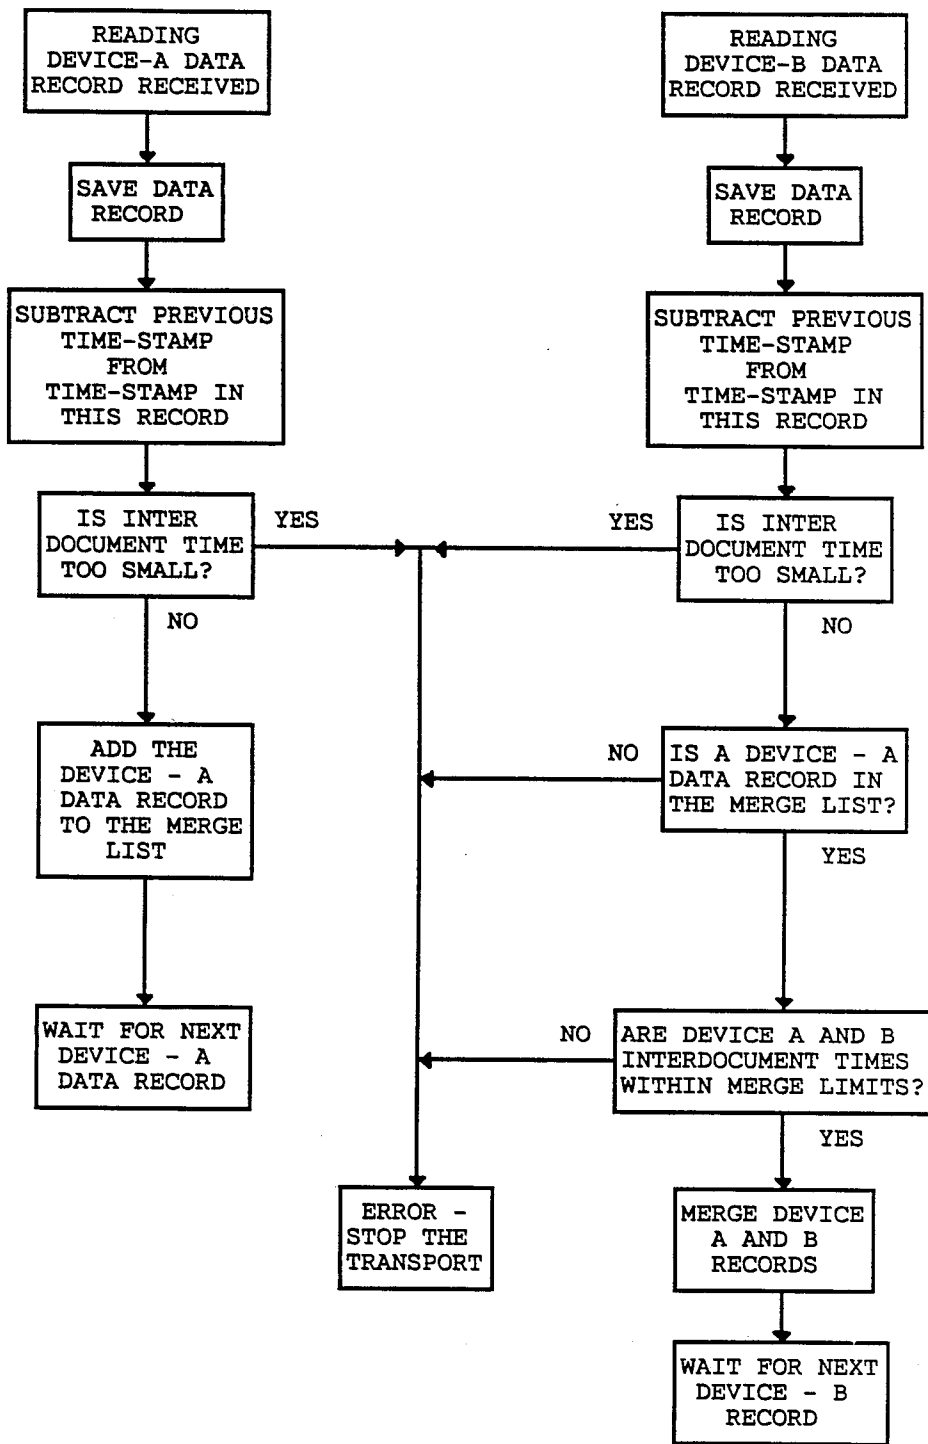 READING
DEVICE-A DATA
RECORD RECEIVED
SAVE DATA
RECORD
SUBTRACT PREVIOUS
TIME-STAMP
FROM
TIME-STAMP IN
THIS RECORD
IS INTER
DOCUMENT TIME
TOO SMALL?
YES
NO
ADD THE
DEVICE - A
DATA RECORD
TO THE MERGE
LIST
WAIT FOR NEXT
DEVICE - A
DATA RECORD
READING
DEVICE-B DATA
RECORD RECEIVED
SAVE DATA
RECORD
SUBTRACT PREVIOUS
TIME-STAMP
FROM
TIME-STAMP IN
THIS RECORD
YES
IS INTER
DOCUMENT TIME
TOO SMALL?
NO
NO
IS A DEVICE - A
DATA RECORD IN
THE MERGE LIST?
YES
NO
ARE DEVICE A AND B
INTERDOCUMENT TIMES
WITHIN MERGE LIMITS?
YES
ERROR -
STOP THE
TRANSPORT
MERGE DEVICE
A AND B
RECORDS
WAIT FOR NEXT
DEVICE - B
RECORD